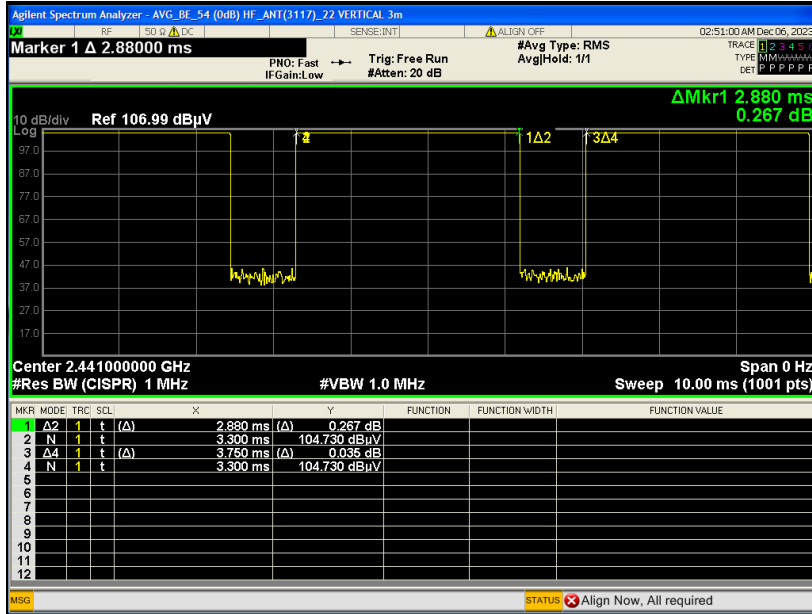 Agilent Spectrum Analyzer - AVG_BE_54 (0dB) HF_ANT(3117)_22 VERTICAL 3m
LXI RF 50 Ω DC SENSE:INT ALIGN OFF 02:51:00 AM Dec 06, 2023
Marker 1 Δ 2.88000 ms
PNO: Fast
IFGain:Low
Trig: Free Run
#Atten: 20 dB
#Avg Type: RMS
Avg|Hold: 1/1
TRACE 1 2 3 4 5 6
TYPE MMWWWW
DET P P P P P P
ΔMkr1 2.880 ms
0.267 dB
10 dB/div Ref 106.99 dBµV
Log
97.0
87.0
77.0
67.0
57.0
47.0
37.0
27.0
17.0
1Δ2
3Δ4
Center 2.441000000 GHz Span 0 Hz
#Res BW (CISPR) 1 MHz #VBW 1.0 MHz Sweep 10.00 ms (1001 pts)
MKR MODE TRC SCL X Y FUNCTION FUNCTION WIDTH FUNCTION VALUE
1 Δ2 1 t (Δ) 2.880 ms (Δ) 0.267 dB
2 N 1 t 3.300 ms 104.730 dBµV
3 Δ4 1 t (Δ) 3.750 ms (Δ) 0.035 dB
4 N 1 t 3.300 ms 104.730 dBµV
5
6
7
8
9
10
11
12
MSG STATUS Align Now, All required